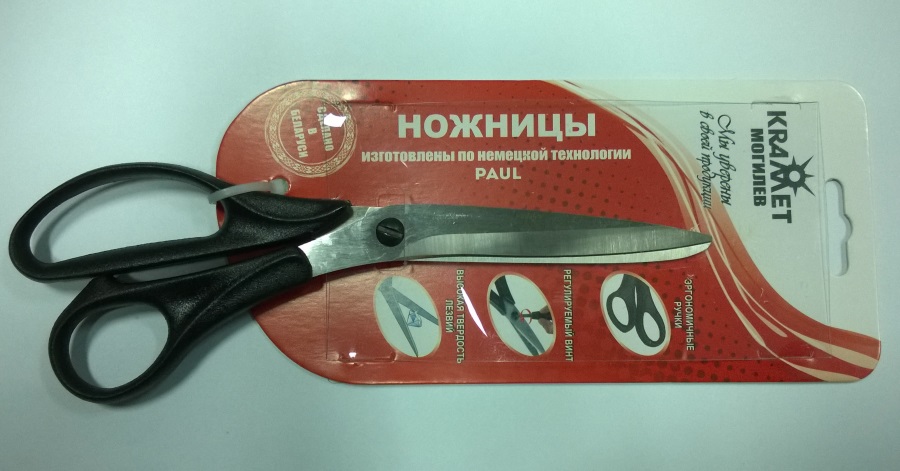 СДЕЛАНО
В
БЕЛАРУСИ
НОЖНИЦЫ
ИЗГОТОВЛЕНЫ ПО НЕМЕЦКОЙ ТЕХНОЛОГИИ
PAUL
KRAMET
МОГИЛЕВ
Мы уверены
в своей продукции
ВЫСОКАЯ ТВЕРДОСТЬ
ЛЕЗВИЙ
РЕГУЛИРУЕМЫЙ ВИНТ
ЭРГОНОМИЧНЫЕ
РУЧКИ